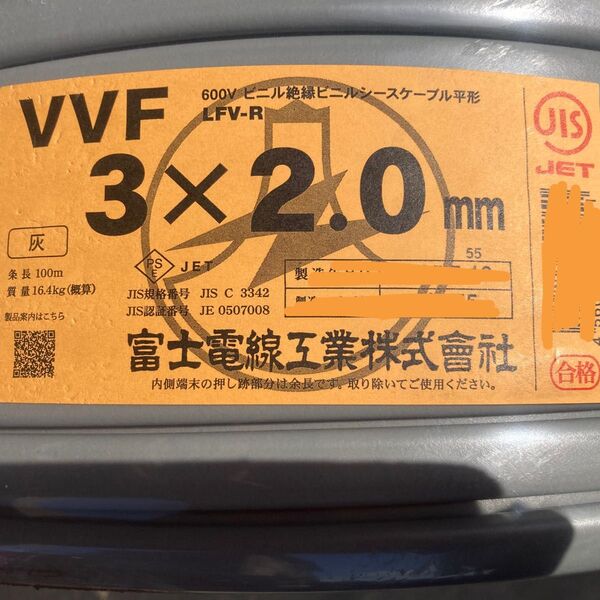 VVF
600V ビニル絶縁ビニルシースケーブル平形
LFV-R
3×2.0mm
JIS
JET
灰
PS
E
JET
55
条長 100m
質量 16.4kg(概算)
JIS規格番号 JIS C 3342
JIS認証番号 JE 0507008
製品案内はこちら
富士電線工業株式會社
内側端末の押し跡部分は余長です。取り除いてご使用ください。
合格